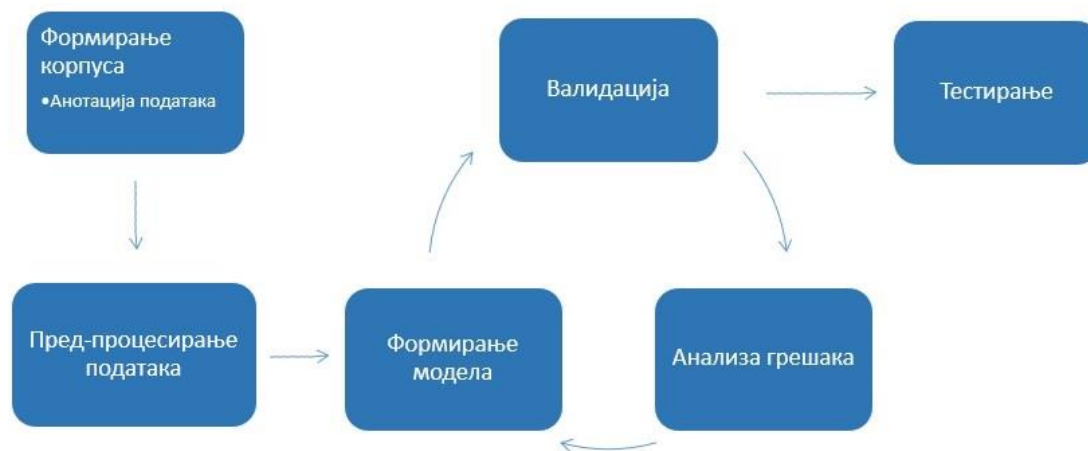 Формирање
корпуса
•Анотација података
Валидација
Тестирање
Пред-процесирање
података
Формирање
модела
Анализа грешака